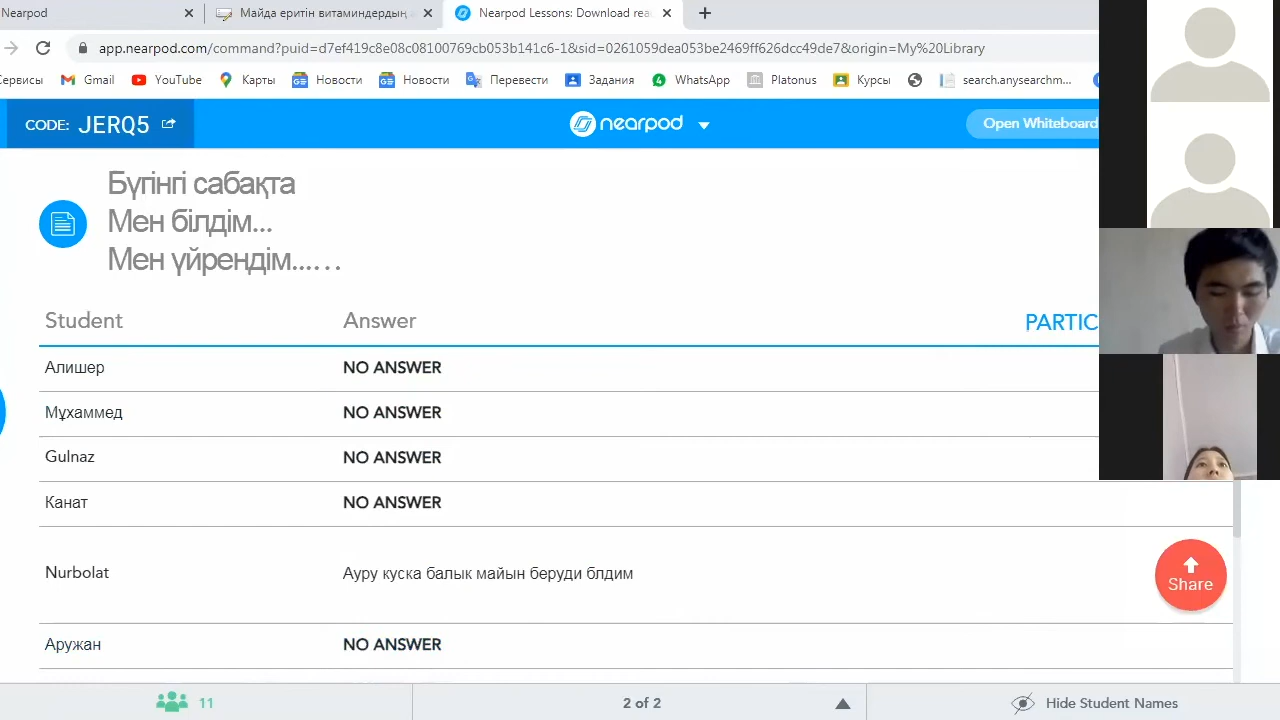 Nearpod
Майда еритін витаминдердың
Nearpod Lessons: Download rea
app.nearpod.com/command?puid=d7ef419c8e08c08100769cb053b141c6-1&sid=0261059dea053be2469ff626dcc49de7&origin=My%20Library
Сервисы Gmail YouTube Карты Новости Новости Перевести Задания WhatsApp Platonus Курсы search.anysearchm...
CODE: JERQ5 nearpod Open Whiteboard
Бүгінгі сабақта
Мен білдім...
Мен үйрендім......
Student Answer PARTIC
Алишер NO ANSWER
Мұхаммед NO ANSWER
Gulnaz NO ANSWER
Канат NO ANSWER
Nurbolat Ауру куска балык майын беруди блдим
Share
Аружан NO ANSWER
11 2 of 2 Hide Student Names